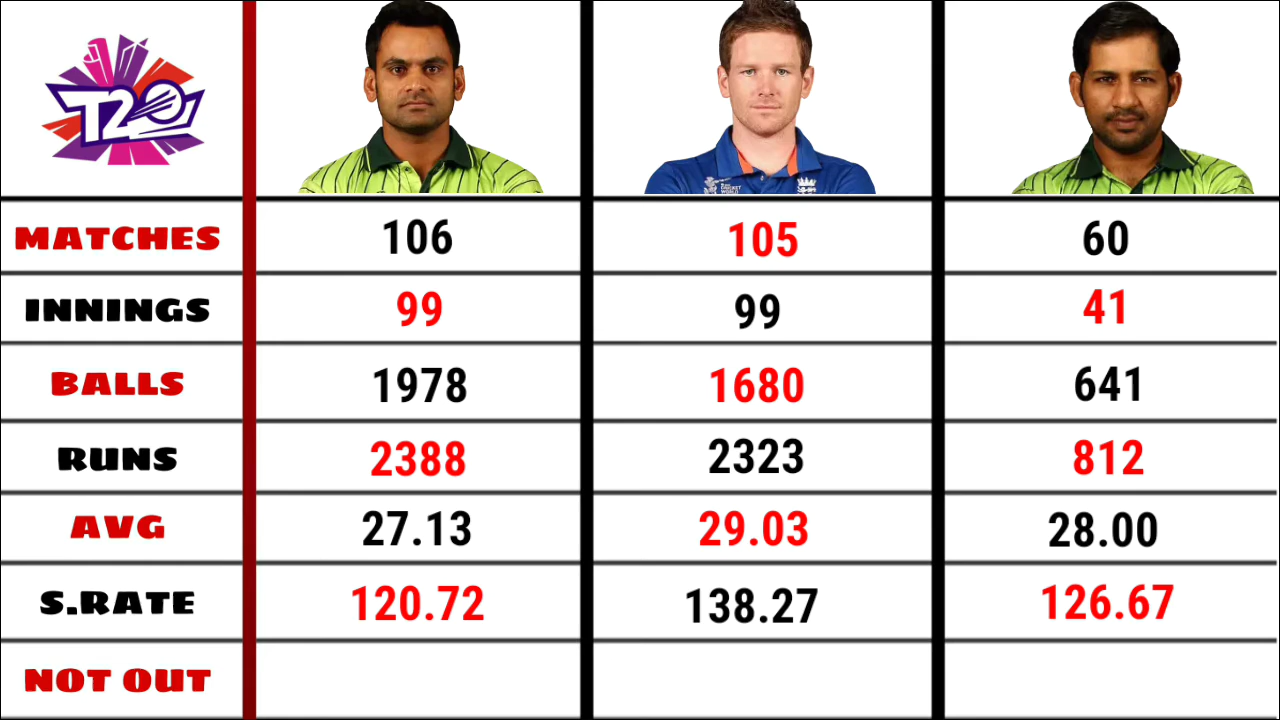 T20
MATCHES 106 105 60
INNINGS 99 99 41
BALLS 1978 1680 641
RUNS 2388 2323 812
AVG 27.13 29.03 28.00
S.RATE 120.72 138.27 126.67
NOT OUT